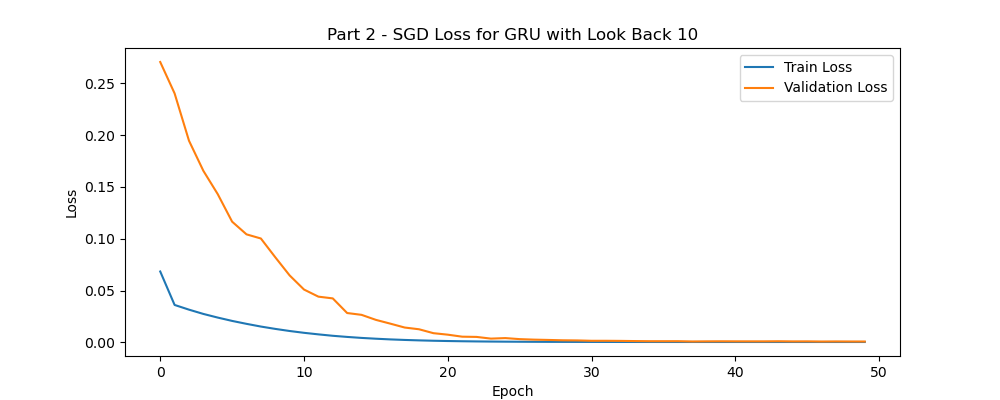 Part 2 - SGD Loss for GRU with Look Back 10
Train Loss
Validation Loss
Loss
0.25
0.20
0.15
0.10
0.05
0.00
0 10 20 30 40 50
Epoch